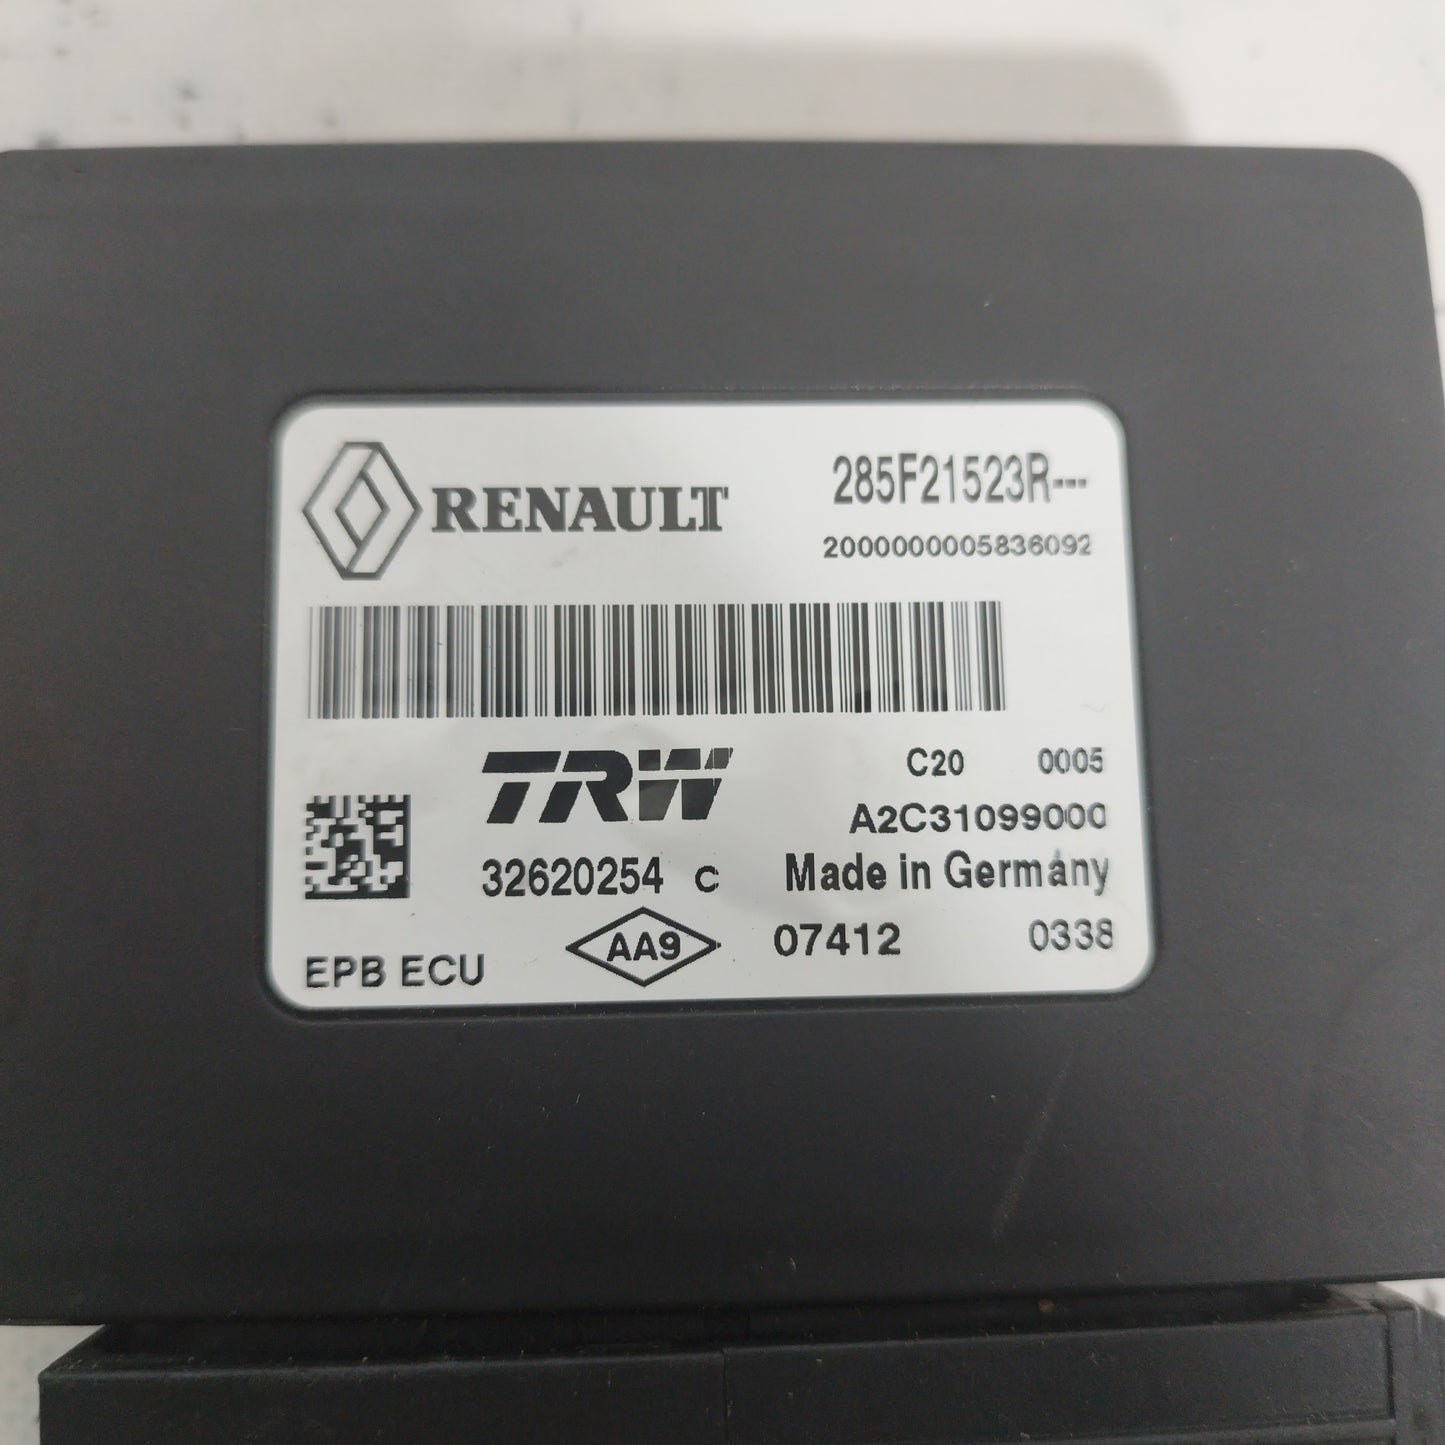 RENAULT
285F21523R---
2000000005836092
TRW
C20 0005
A2C31099000
32620254 C
Made in Germany
EPB ECU
AA9
07412 0338